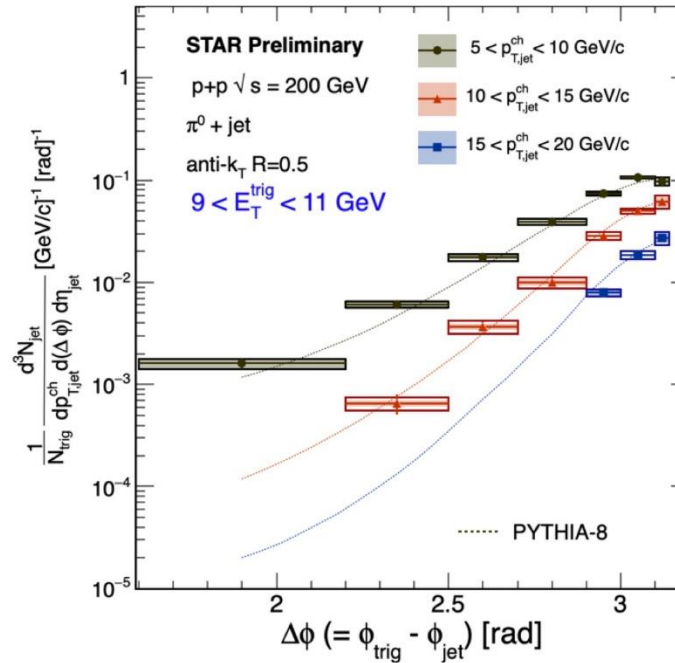 STAR Preliminary
p+p √ s = 200 GeV
π⁰ + jet
anti-k_T R=0.5
9 < E_T^trig < 11 GeV
5 < p_T,jet^ch < 10 GeV/c
10 < p_T,jet^ch < 15 GeV/c
15 < p_T,jet^ch < 20 GeV/c
PYTHIA-8
1/N_trig d³N_jet/dp_T,jet^ch d(Δ ϕ) dη_jet [GeV/c]⁻¹ [rad]⁻¹
1
10⁻¹
10⁻²
10⁻³
10⁻⁴
10⁻⁵
2 2.5 3
Δϕ (= ϕ_trig - ϕ_jet) [rad]